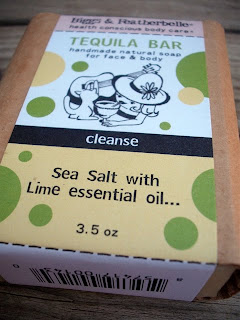 Biggs & Featherbelle
health conscious body care
TEQUILA BAR
handmade natural soap
for face & body
cleanse
Sea Salt with
Lime essential oil...
3.5 oz